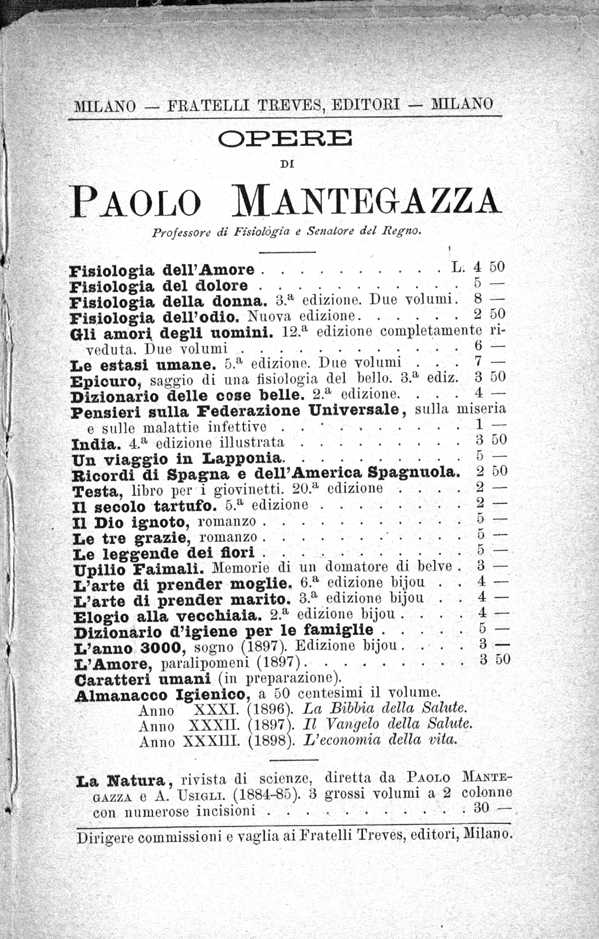 MILANO — FRATELLI TREVES, EDITORI — MILANO
OPERE
DI
PAOLO MANTEGAZZA
Professore di Fisiològia e Senatore del Regno.
Fisiologia dell'Amore . . . . . . . . . . L. 4 50
Fisiologia del dolore . . . . . . . . . . . 5 —
Fisiologia della donna. 3.ª edizione. Due volumi. 8 —
Fisiologia dell'odio. Nuova edizione. . . . . . 2 50
Gli amori degli uomini. 12.ª edizione completamente ri-
veduta. Due volumi . . . . . . . . . . . . 6 —
Le estasi umane. 5.ª edizione. Due volumi . . . 7 —
Epicuro, saggio di una fisiologia del bello. 3.ª ediz. 3 50
Dizionario delle cose belle. 2.ª edizione. . . . 4 —
Pensieri sulla Federazione Universale, sulla miseria
e sulle malattie infettive . . . . . . . . . 1 —
India. 4.ª edizione illustrata . . . . . . . . 3 50
Un viaggio in Lapponia. . . . . . . . . . 5 —
Ricordi di Spagna e dell'America Spagnuola. 2 50
Testa, libro per i giovinetti. 20.ª edizione . . . . 2 —
Il secolo tartufo. 5.ª edizione . . . . . . . . 2 —
Il Dio ignoto, romanzo . . . . . . . . . . 5 —
Le tre grazie, romanzo . . . . . . . . . . 5 —
Le leggende dei fiori . . . . . . . . . . . 5 —
Upilio Faimali. Memorie di un domatore di belve . 3 —
L'arte di prender moglie. 6.ª edizione bijou . . 4 —
L'arte di prender marito. 3.ª edizione bijou . . 4 —
Elogio alla vecchiaia. 2.ª edizione bijou . . . . 4 —
Dizionario d'igiene per le famiglie . . . . . 5 —
L'anno 3000, sogno (1897). Edizione bijou . . . . 3 —
L'Amore, paralipomeni (1897). . . . . . . . . 3 50
Caratteri umani (in preparazione).
Almanacco Igienico, a 50 centesimi il volume.
Anno XXXI. (1896). La Bibbia della Salute.
Anno XXXII. (1897). Il Vangelo della Salute.
Anno XXXIII. (1898). L'economia della vita.
La Natura, rivista di scienze, diretta da PAOLO MANTE-
GAZZA e A. USIGLI. (1884-85). 3 grossi volumi a 2 colonne
con numerose incisioni . . . . . . . . . . . 30 —
Dirigere commissioni e vaglia ai Fratelli Treves, editori, Milano.